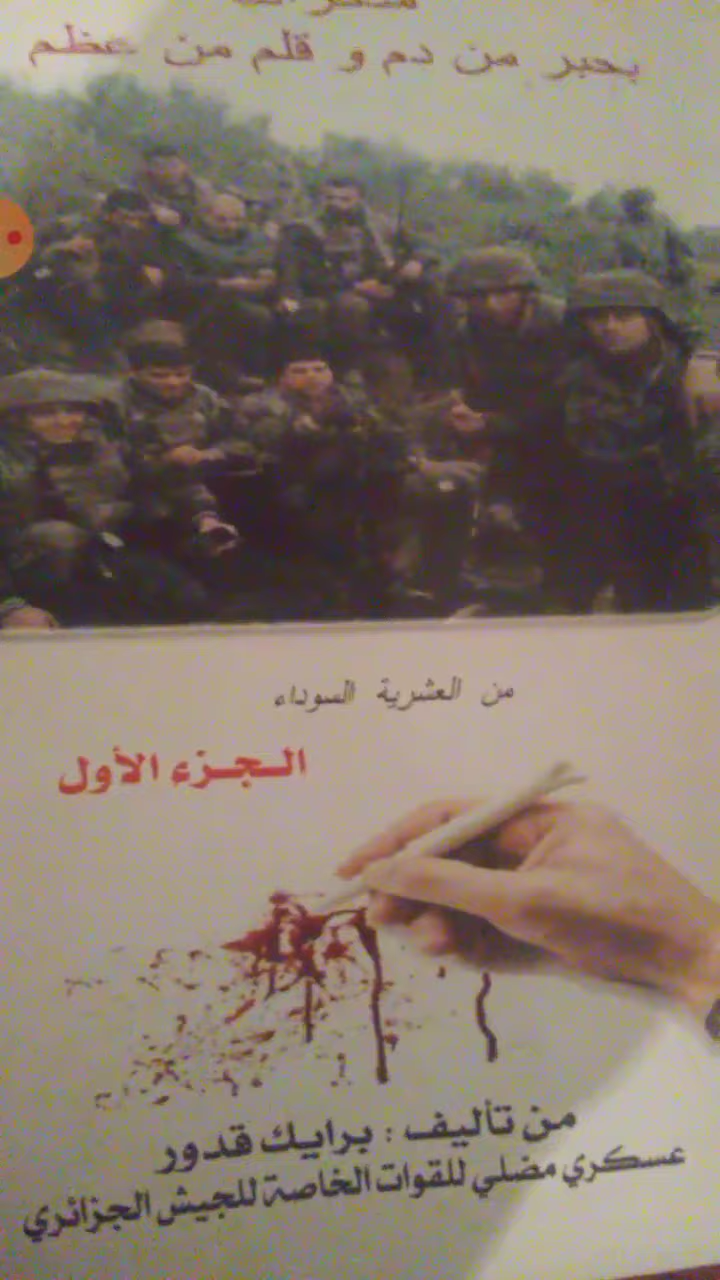 بحبر من دم و قلم من عظم
من العشرية السوداء
الجزء الأول
من تأليف : برايك قدور
عسكري مضلي للقوات الخاصة للجيش الجزائري